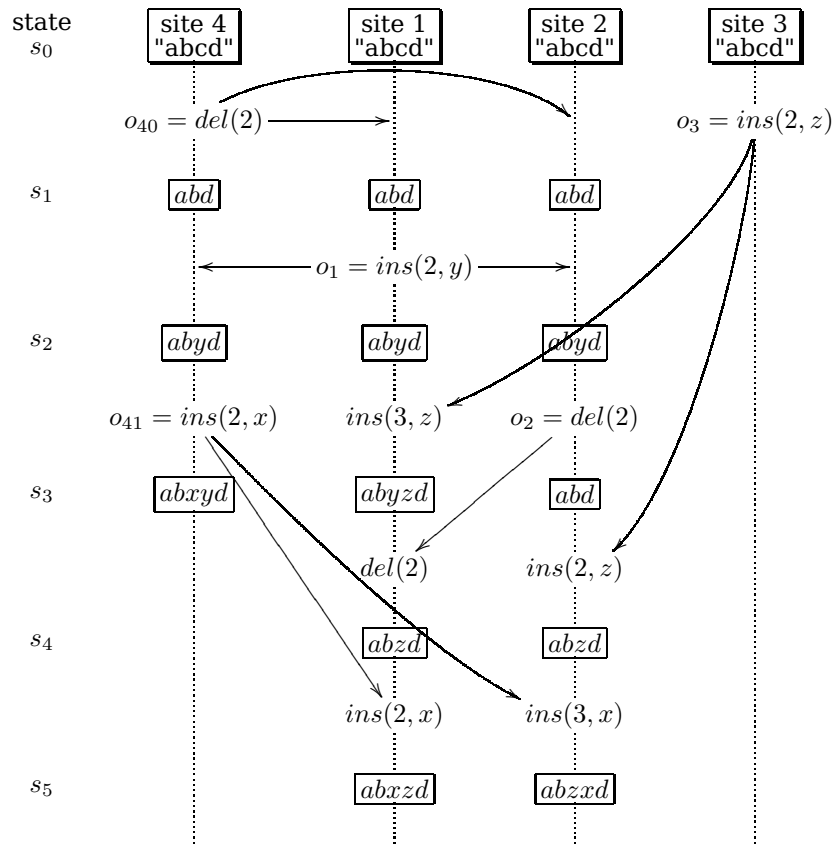 state site 4 site 1 site 2 site 3
s₀ "abcd" "abcd" "abcd" "abcd"
o₄₀ = del(2) o₃ = ins(2, z)
s₁ abd abd abd
o₁ = ins(2, y)
s₂ abyd abyd abyd
o₄₁ = ins(2, x) ins(3, z) o₂ = del(2)
s₃ abxyd abyzd abd
del(2) ins(2, z)
s₄ abzd abzd
ins(2, x) ins(3, x)
s₅ abxzd abzxd